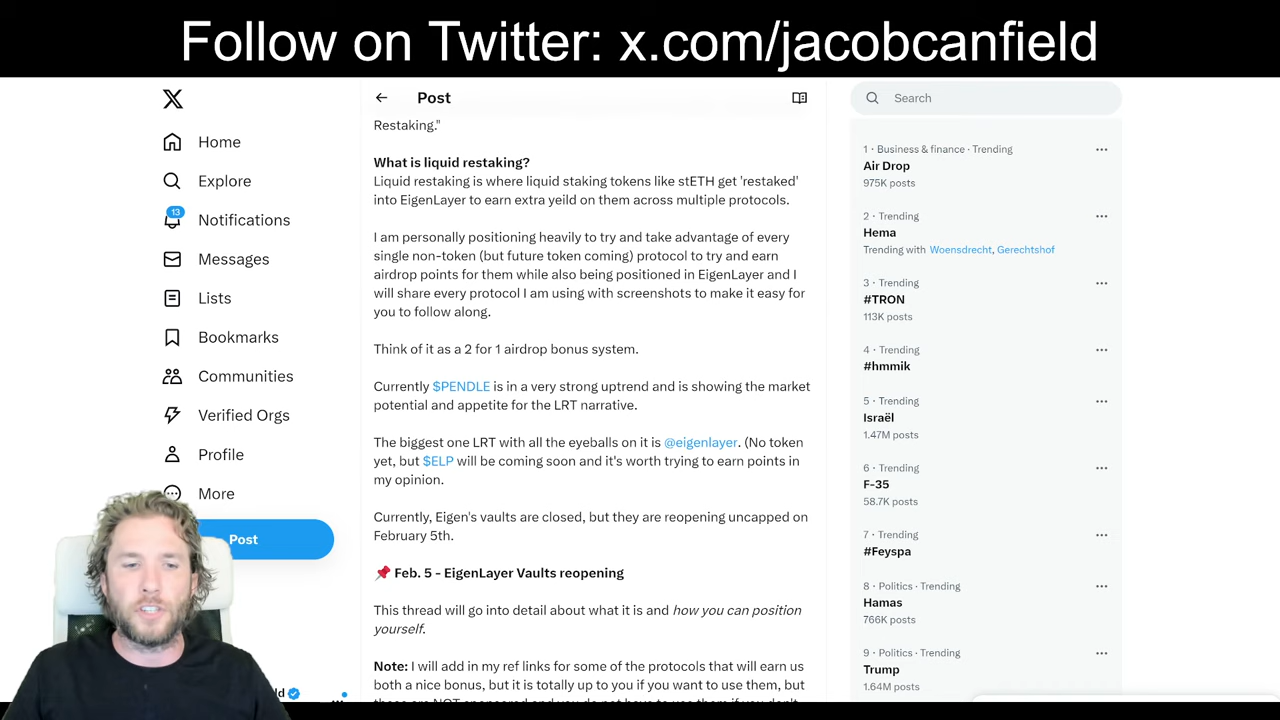 Follow on Twitter: x.com/jacobcanfield
Home
Explore
13
Notifications
Messages
Lists
Bookmarks
Communities
Verified Orgs
Profile
More
Post
Post
Restaking."
What is liquid restaking?
Liquid restaking is where liquid staking tokens like stETH get 'restaked'
into EigenLayer to earn extra yeild on them across multiple protocols.
I am personally positioning heavily to try and take advantage of every
single non-token (but future token coming) protocol to try and earn
airdrop points for them while also being positioned in EigenLayer and I
will share every protocol I am using with screenshots to make it easy for
you to follow along.
Think of it as a 2 for 1 airdrop bonus system.
Currently $PENDLE is in a very strong uptrend and is showing the market
potential and appetite for the LRT narrative.
The biggest one LRT with all the eyeballs on it is @eigenlayer. (No token
yet, but $ELP will be coming soon and it's worth trying to earn points in
my opinion.
Currently, Eigen's vaults are closed, but they are reopening uncapped on
February 5th.
📌 Feb. 5 - EigenLayer Vaults reopening
This thread will go into detail about what it is and how you can position
yourself.
Note: I will add in my ref links for some of the protocols that will earn us
both a nice bonus, but it is totally up to you if you want to use them, but
Search
1 · Business & finance · Trending
Air Drop
975K posts
2 · Trending
Hema
Trending with Woensdrecht, Gerechtshof
3 · Trending
#TRON
113K posts
4 · Trending
#hmmik
5 · Trending
Israël
1.47M posts
6 · Trending
F-35
58.7K posts
7 · Trending
#Feyspa
8 · Politics · Trending
Hamas
766K posts
9 · Politics · Trending
Trump
1.64M posts